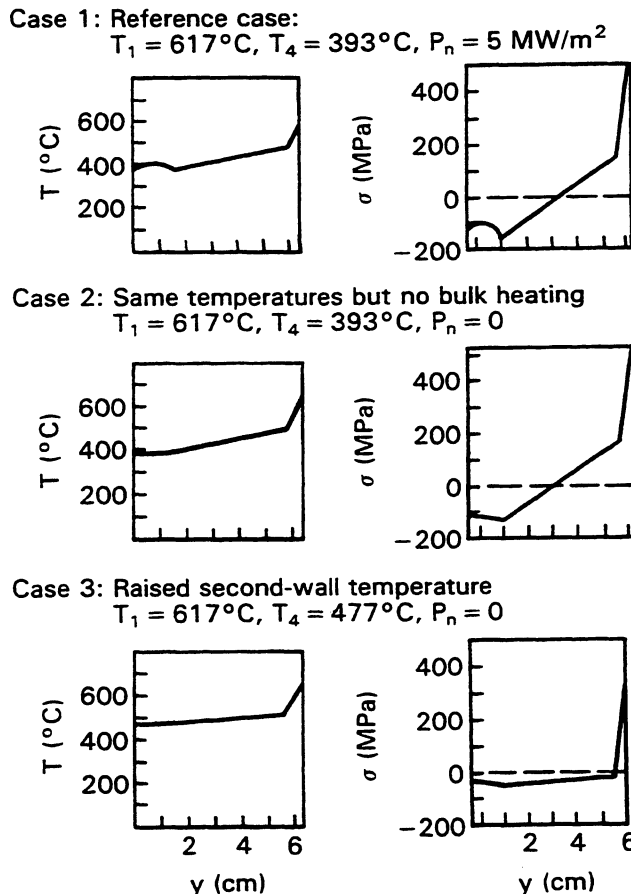 Case 1: Reference case:
T₁ = 617°C, T₄ = 393°C, Pₙ = 5 MW/m²
T (°C)
600
400
200
σ (MPa)
400
200
0
−200
Case 2: Same temperatures but no bulk heating
T₁ = 617°C, T₄ = 393°C, Pₙ = 0
T (°C)
600
400
200
σ (MPa)
400
200
0
−200
Case 3: Raised second-wall temperature
T₁ = 617°C, T₄ = 477°C, Pₙ = 0
T (°C)
600
400
200
2 4 6
y (cm)
σ (MPa)
400
200
0
−200
2 4 6
y (cm)